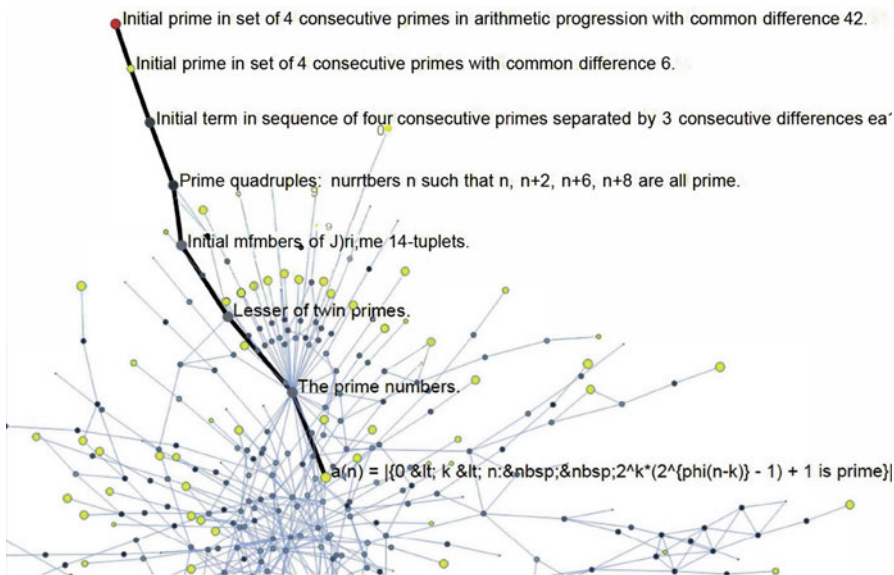 Initial prime in set of 4 consecutive primes in arithmetic progression with common difference 42.
Initial prime in set of 4 consecutive primes with common difference 6.
Initial term in sequence of four consecutive primes separated by 3 consecutive differences ea1
0
Prime quadruples: nurrtbers n such that n, n+2, n+6, n+8 are all prime.
9
9
Initial mfmbers of J)ri,me 14-tuplets.
Lesser of twin primes.
The prime numbers.
a(n) = |{0 &lt; k &lt; n:&nbsp;&nbsp;2^k*(2^{phi(n-k)} - 1) + 1 is prime}|